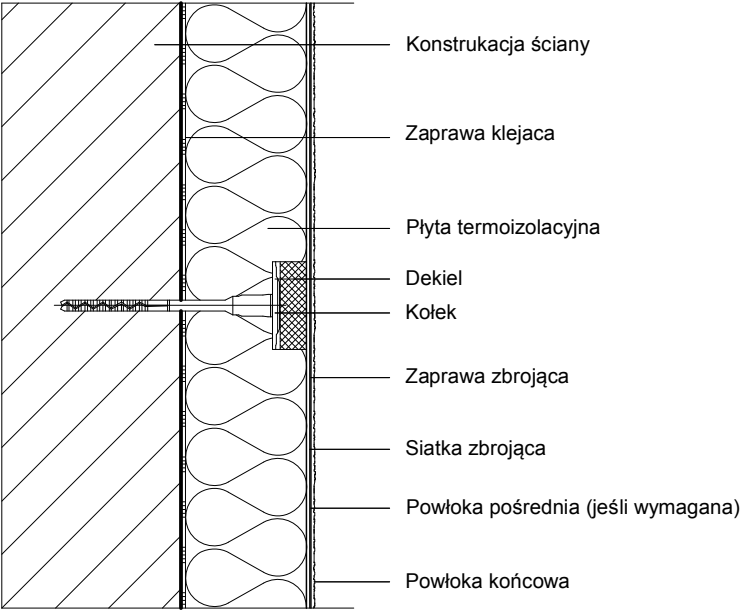 Konstrukacja ściany
Zaprawa klejaca
Płyta termoizolacyjna
Dekiel
Kołek
Zaprawa zbrojąca
Siatka zbrojąca
Powłoka pośrednia (jeśli wymagana)
Powłoka końcowa